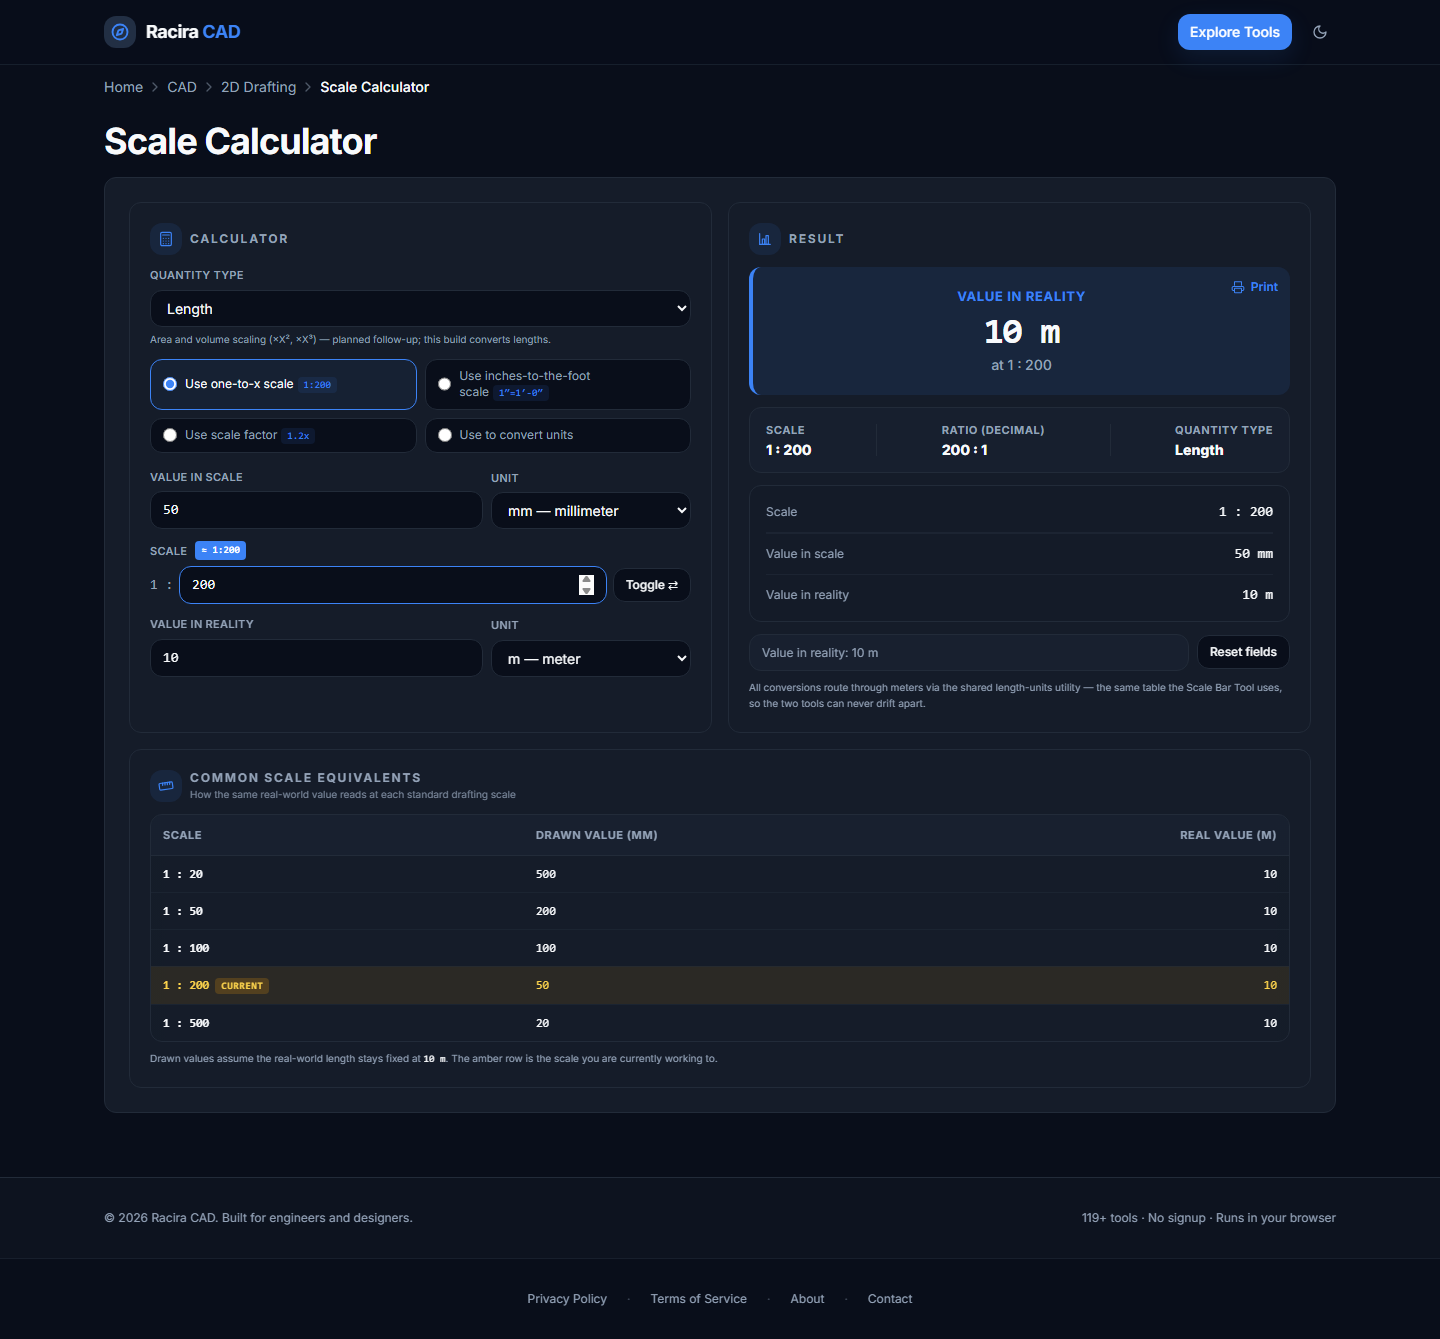 Racira CAD
Explore Tools
Home > CAD > 2D Drafting > Scale Calculator
Scale Calculator
CALCULATOR
QUANTITY TYPE
Length
Area and volume scaling (×X², ×X³) — planned follow-up; this build converts lengths.
Use one-to-x scale 1:200
Use inches-to-the-foot
scale 1″=1′-0″
Use scale factor 1.2x
Use to convert units
VALUE IN SCALE
UNIT
50
mm — millimeter
SCALE = 1:200
1 : 200
Toggle ⇄
VALUE IN REALITY
UNIT
10
m — meter
RESULT
Print
VALUE IN REALITY
10 m
at 1 : 200
SCALE
1 : 200
RATIO (DECIMAL)
200 : 1
QUANTITY TYPE
Length
Scale 1 : 200
Value in scale 50 mm
Value in reality 10 m
Value in reality: 10 m
Reset fields
All conversions route through meters via the shared length-units utility — the same table the Scale Bar Tool uses,
so the two tools can never drift apart.
COMMON SCALE EQUIVALENTS
How the same real-world value reads at each standard drafting scale
SCALE DRAWN VALUE (MM) REAL VALUE (M)
1 : 20 500 10
1 : 50 200 10
1 : 100 100 10
1 : 200 CURRENT 50 10
1 : 500 20 10
Drawn values assume the real-world length stays fixed at 10 m. The amber row is the scale you are currently working to.
© 2026 Racira CAD. Built for engineers and designers.
119+ tools · No signup · Runs in your browser
Privacy Policy · Terms of Service · About · Contact